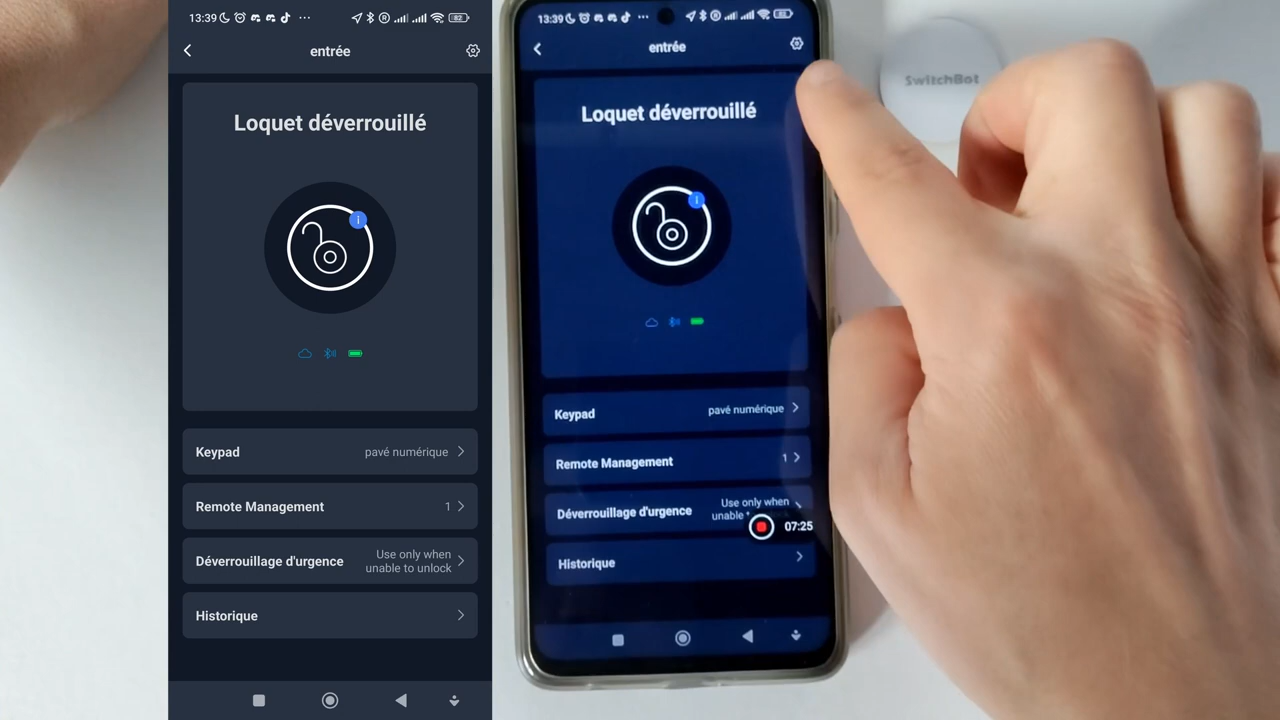 13:39
82
entrée
Loquet déverrouillé
i
Keypad
pavé numérique
Remote Management
1
Déverrouillage d'urgence
Use only when
unable to unlock
Historique
13:39
82
entrée
Loquet déverrouillé
i
Keypad
pavé numérique
Remote Management
1
Déverrouillage d'urgence
Use only when
unable
07:25
Historique
SwitchBot